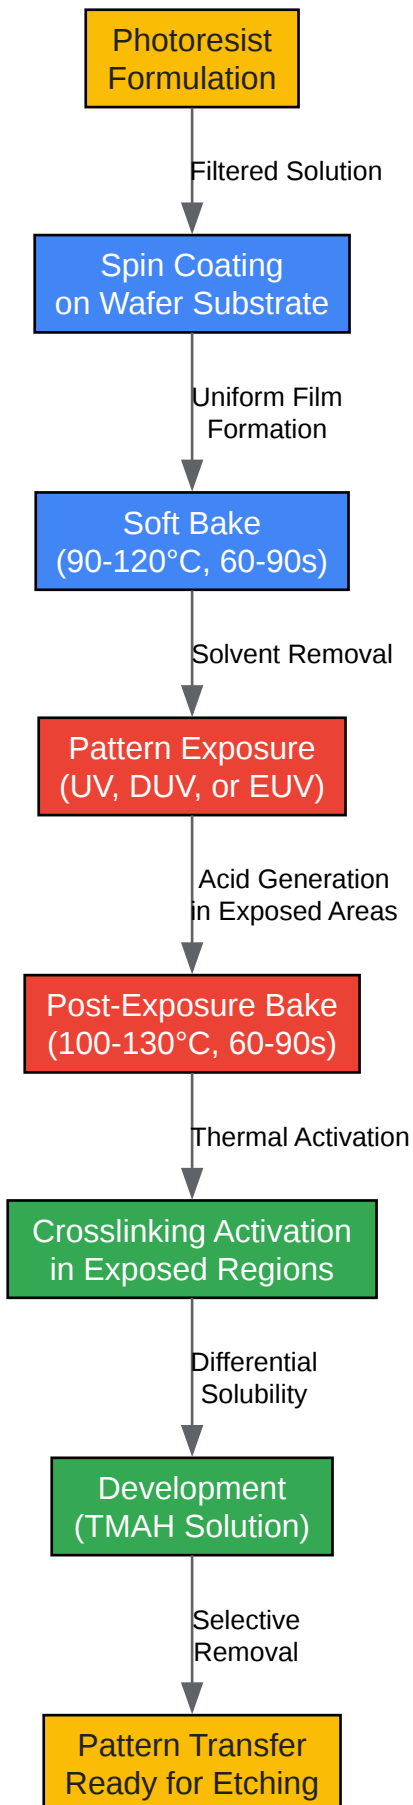 Photoresist
Formulation
Filtered Solution
Spin Coating
on Wafer Substrate
Uniform Film
Formation
Soft Bake
(90-120°C, 60-90s)
Solvent Removal
Pattern Exposure
(UV, DUV, or EUV)
Acid Generation
in Exposed Areas
Post-Exposure Bake
(100-130°C, 60-90s)
Thermal Activation
Crosslinking Activation
in Exposed Regions
Differential
Solubility
Development
(TMAH Solution)
Selective
Removal
Pattern Transfer
Ready for Etching